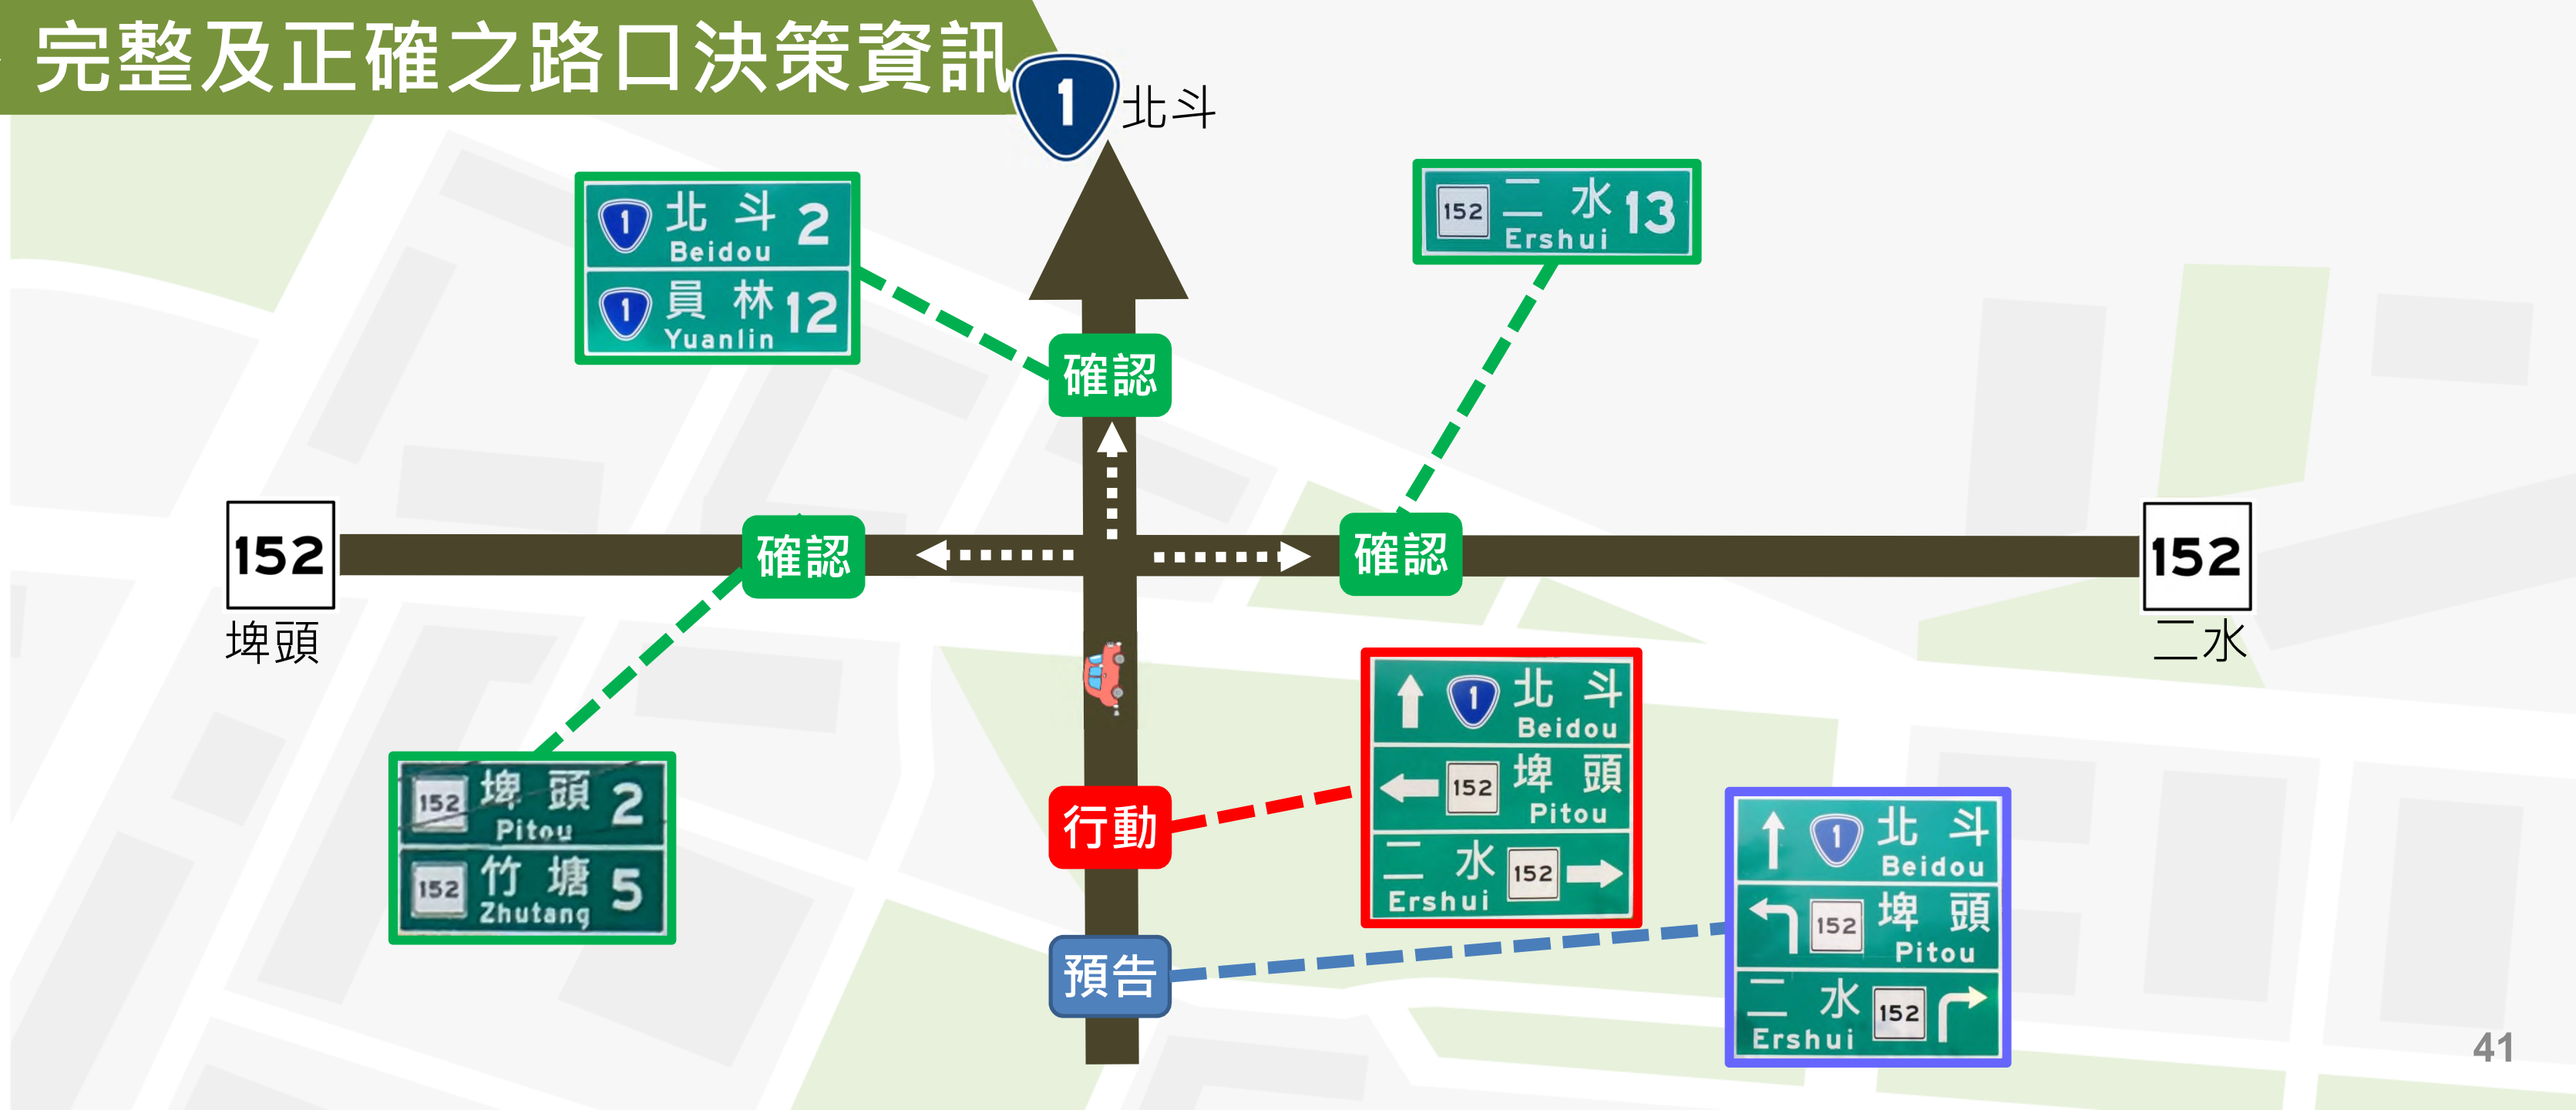 完整及正確之路口決策資訊
1 北斗
1 北斗 2
Beidou
1 員林 12
Yuanlin
152 二水 13
Ershui
確認
152
埤頭
確認
確認
152
二水
152 埤頭 2
Pitou
152 竹塘 5
Zhutang
行動
1 北斗
Beidou
152 埤頭
Pitou
二水 152
Ershui
預告
1 北斗
Beidou
152 埤頭
Pitou
二水 152
Ershui
41